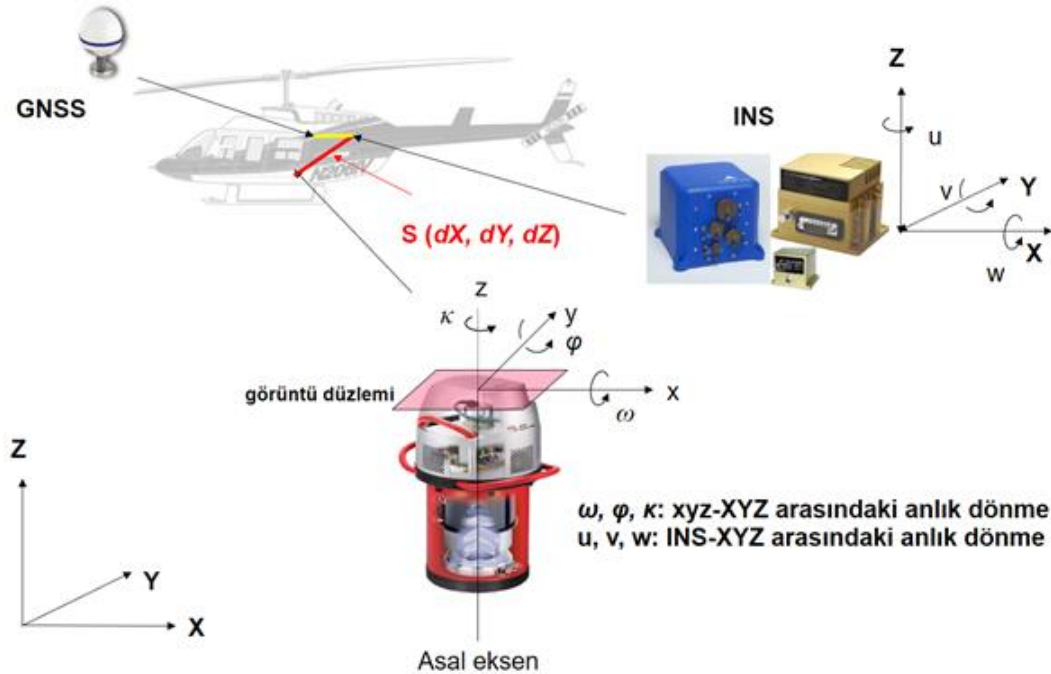 GNSS
INS
Z
u
v
Y
X
w
S (dX, dY, dZ)
z
κ
y
φ
görüntü düzlemi
x
ω
Z
Y
X
ω, φ, κ: xyz-XYZ arasındaki anlık dönme
u, v, w: INS-XYZ arasındaki anlık dönme
Asal eksen